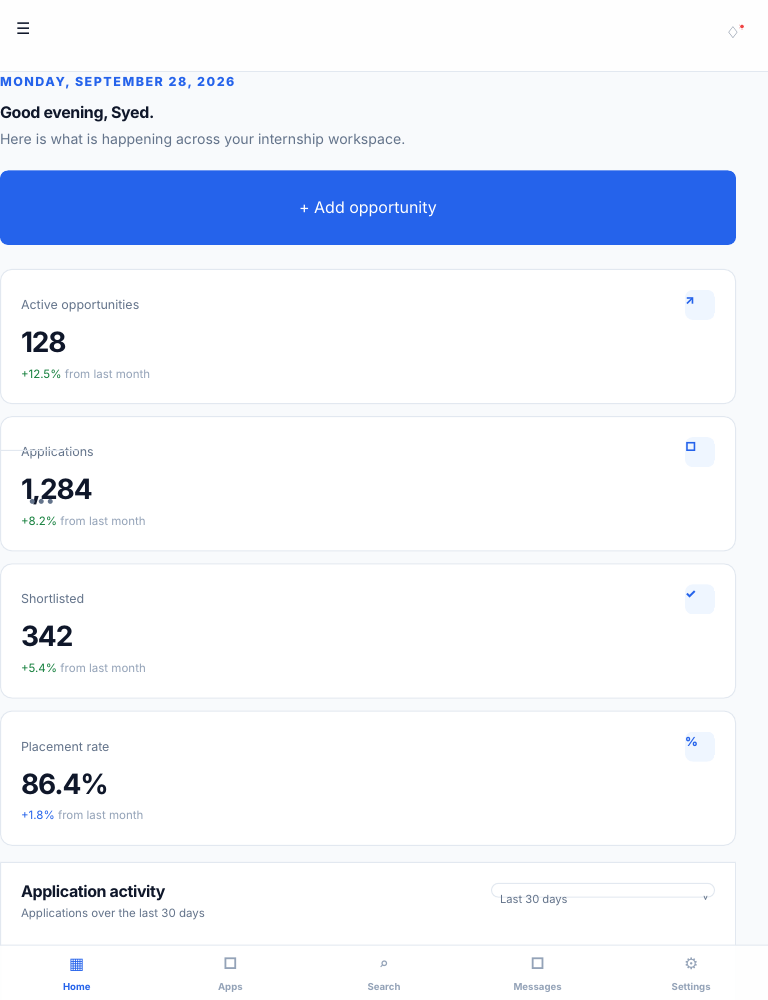 MONDAY, SEPTEMBER 28, 2026
Good evening, Syed.
Here is what is happening across your internship workspace.
+ Add opportunity
Active opportunities
128
+12.5% from last month
Applications
1,284
+8.2% from last month
Shortlisted
342
+5.4% from last month
Placement rate
%
86.4%
+1.8% from last month
Application activity
Last 30 days
Applications over the last 30 days
Home
Apps
Search
Messages
Settings